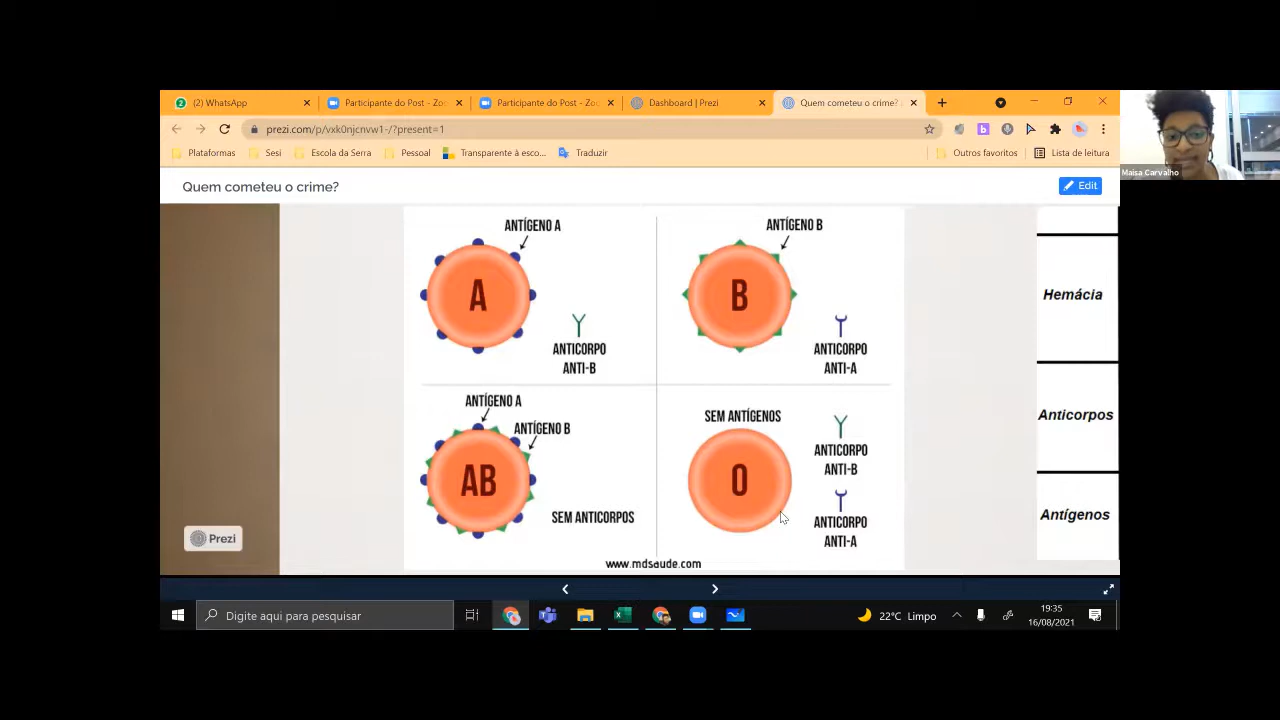 (2) WhatsApp
Participante do Post - Zoo
Participante do Post - Zoo
Dashboard | Prezi
Quem cometeu o crime?
prezi.com/p/vxk0njcnvw1-/?present=1
Plataformas
Sesi
Escola da Serra
Pessoal
Transparente à esco...
Traduzir
Outros favoritos
Lista de leitura
Maisa Carvalho
Quem cometeu o crime?
Edit
ANTÍGENO A
A
ANTICORPO
ANTI-B
ANTÍGENO B
B
ANTICORPO
ANTI-A
ANTÍGENO A
ANTÍGENO B
AB
SEM ANTICORPOS
SEM ANTÍGENOS
O
ANTICORPO
ANTI-B
ANTICORPO
ANTI-A
www.mdsaude.com
Hemácia
Anticorpos
Antígenos
Prezi
Digite aqui para pesquisar
22°C Limpo
19:35
16/08/2021